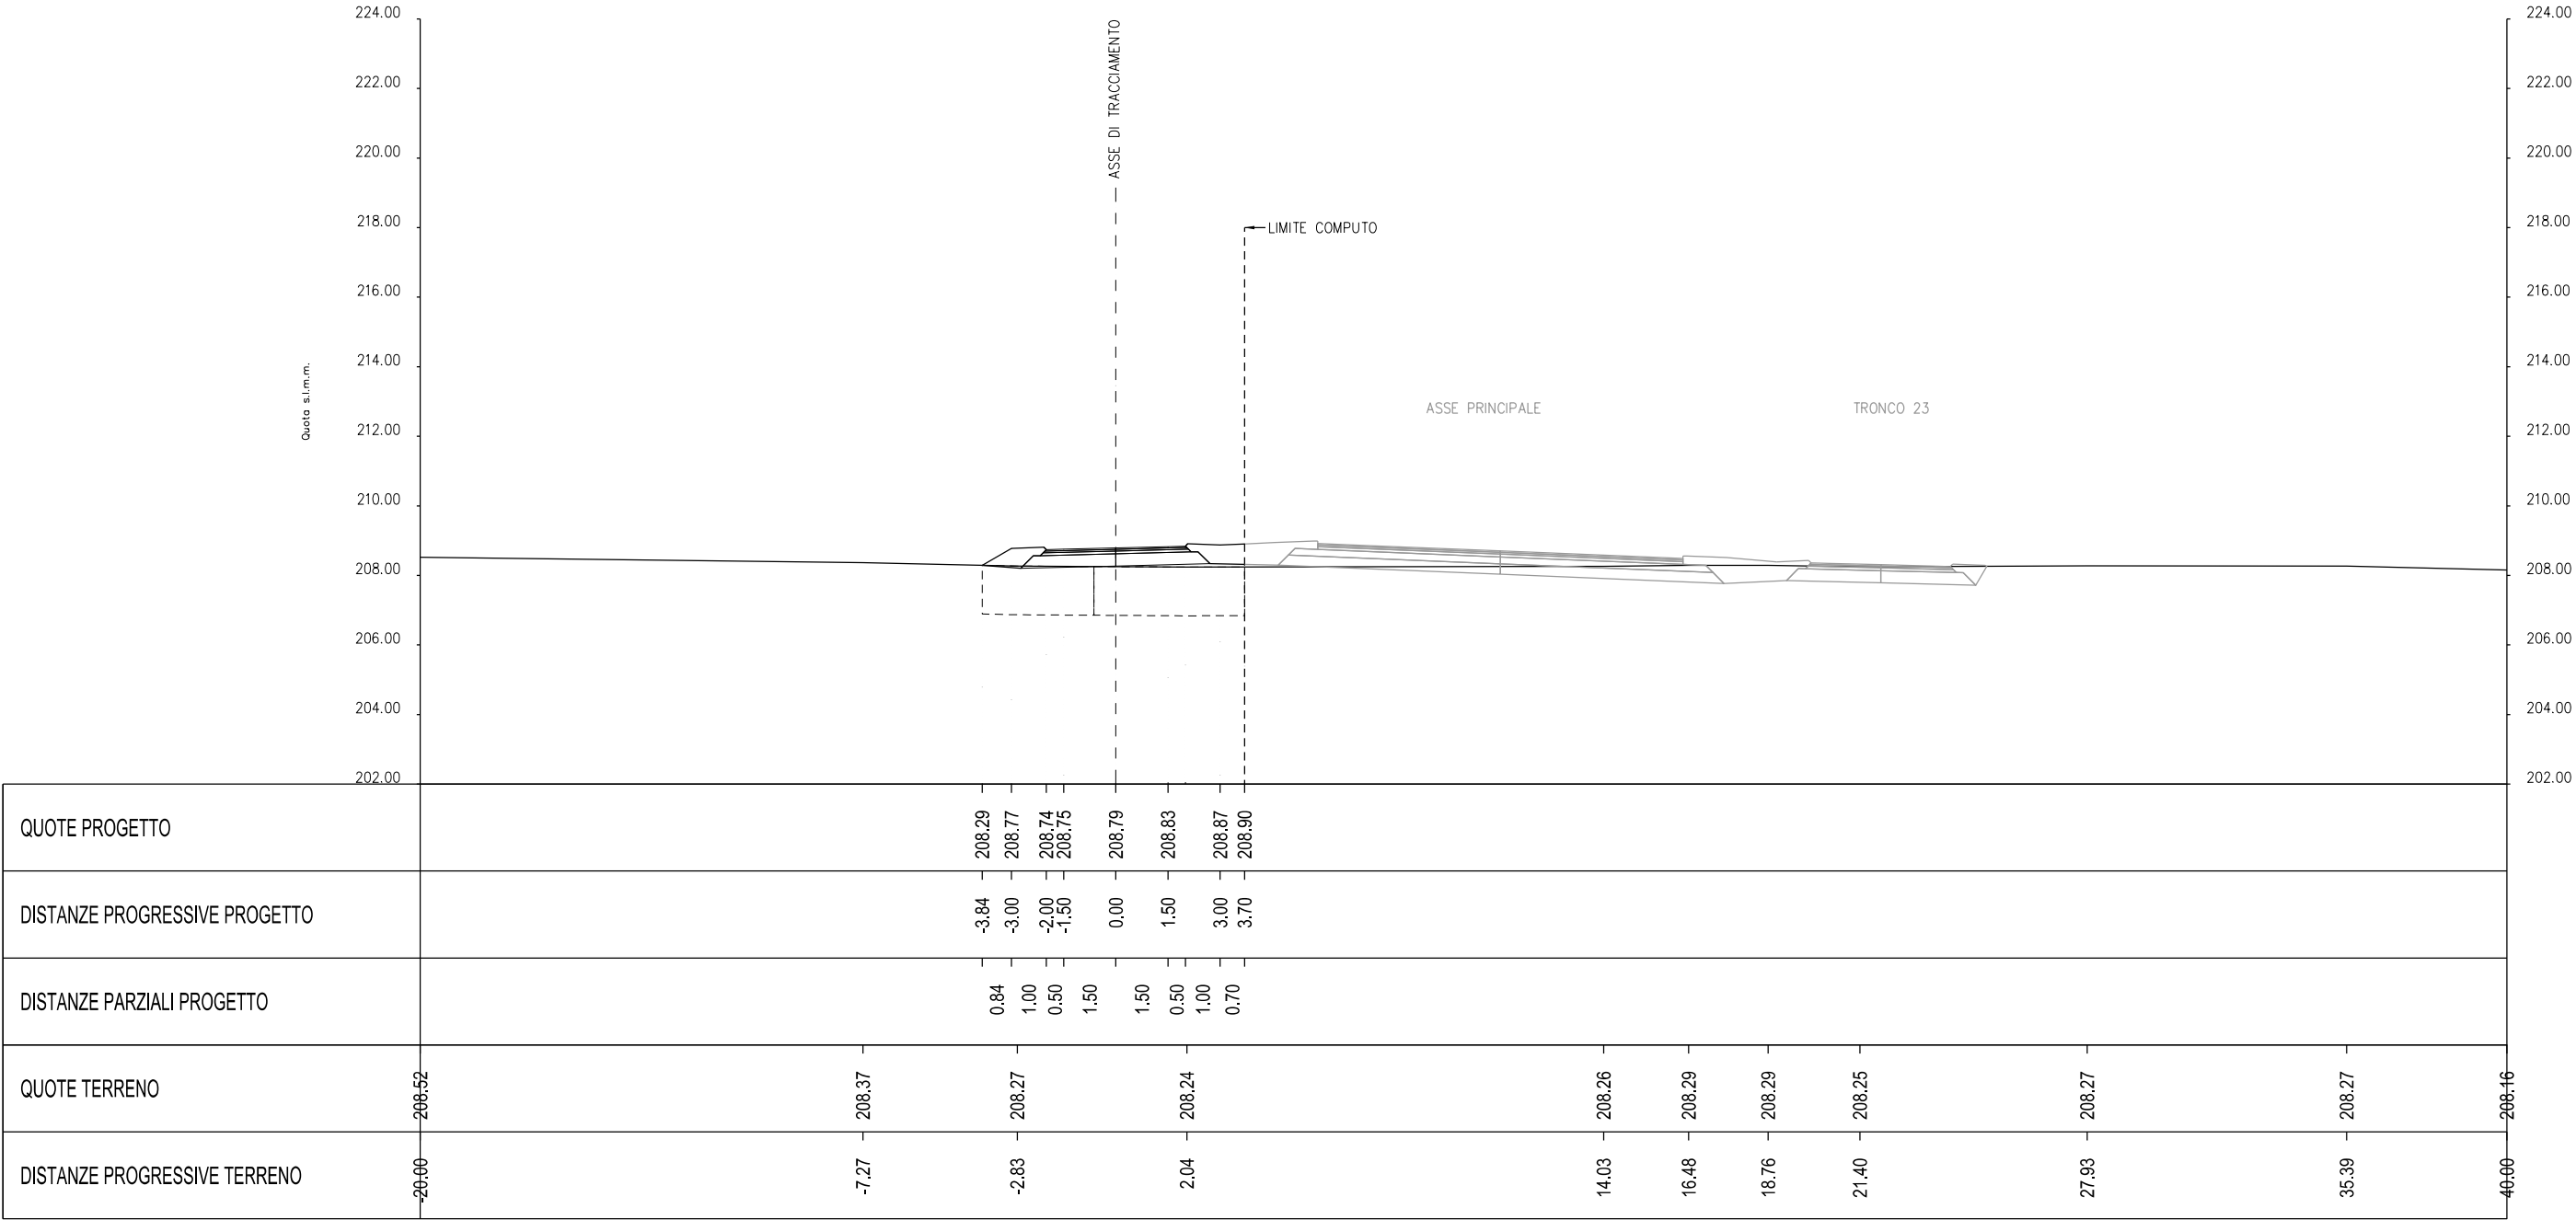 224.00 224.00
222.00 222.00
220.00 220.00
218.00 218.00
216.00 216.00
214.00 214.00
212.00 212.00
210.00 210.00
208.00 208.00
206.00 206.00
204.00 204.00
202.00 202.00
Quota s.l.m.m.
ASSE DI TRACCIAMENTO
LIMITE COMPUTO
ASSE PRINCIPALE
TRONCO 23
QUOTE PROGETTO 208.29 208.77 208.74 208.75 208.79 208.83 208.87 208.90
DISTANZE PROGRESSIVE PROGETTO -3.84 -3.00 -2.00 -1.50 0.00 1.50 3.00 3.70
DISTANZE PARZIALI PROGETTO 0.84 1.00 0.50 1.50 1.50 0.50 1.00 0.70
QUOTE TERRENO 208.52 208.37 208.27 208.24 208.26 208.29 208.29 208.25 208.27 208.27 208.16
DISTANZE PROGRESSIVE TERRENO -20.00 -7.27 -2.83 2.04 14.03 16.48 18.76 21.40 27.93 35.39 40.00